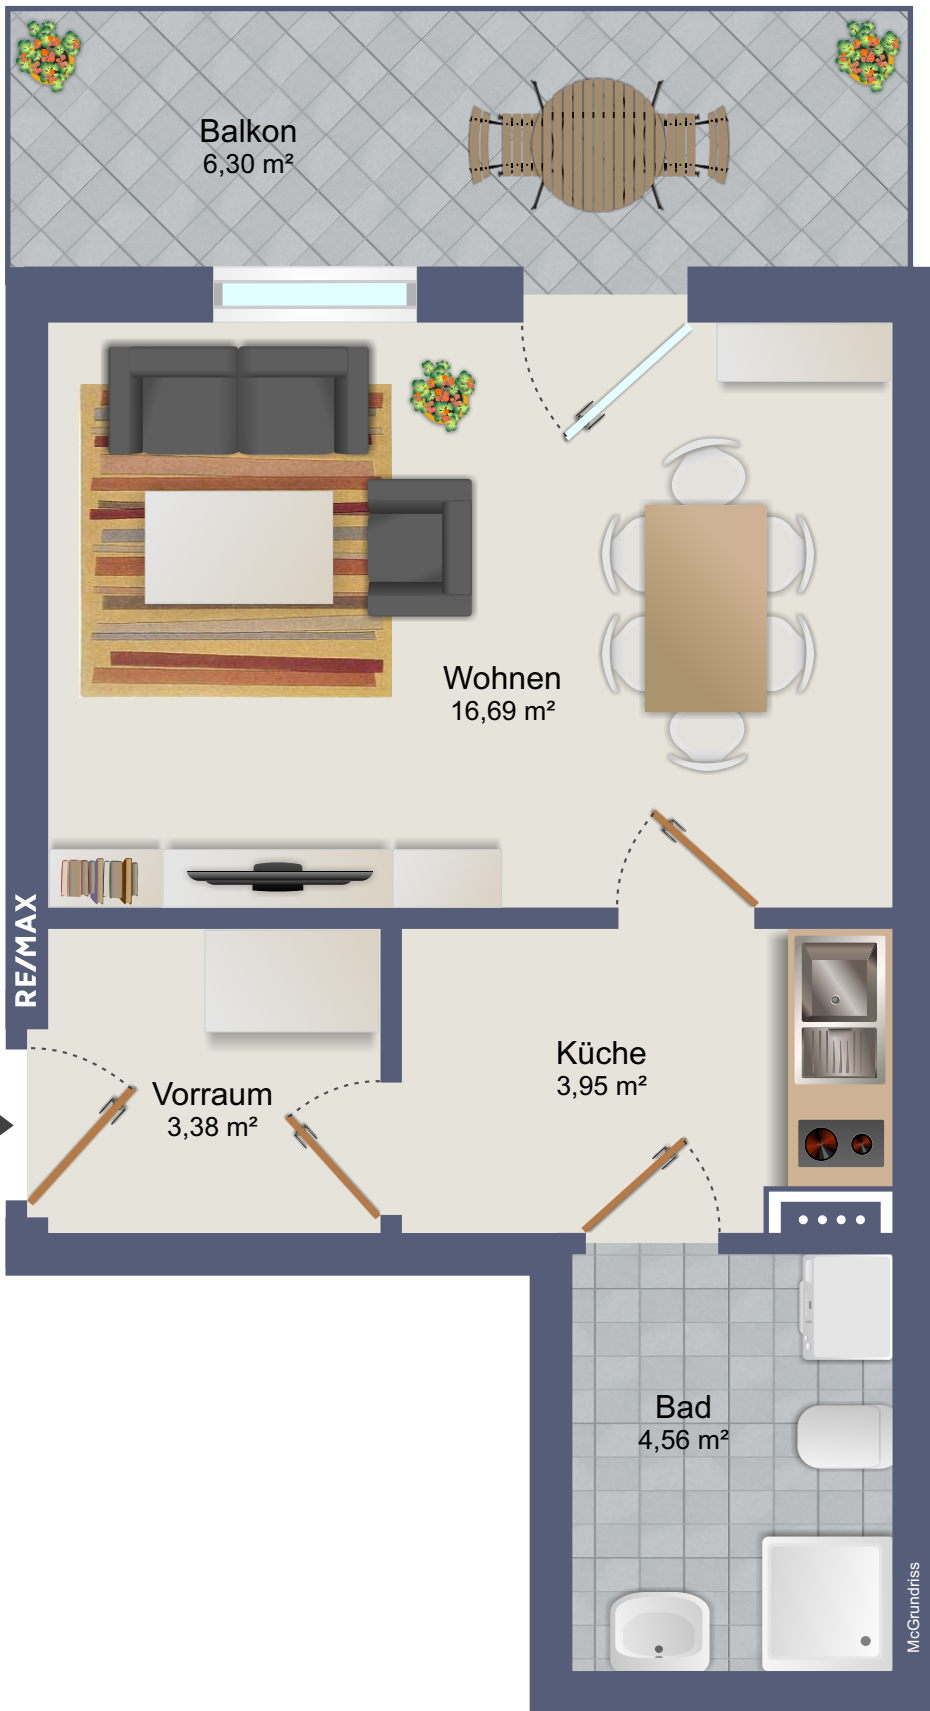 Balkon
6,30 m²
Wohnen
16,69 m²
RE/MAX
Küche
3,95 m²
Vorraum
3,38 m²
Bad
4,56 m²
McGrundriss